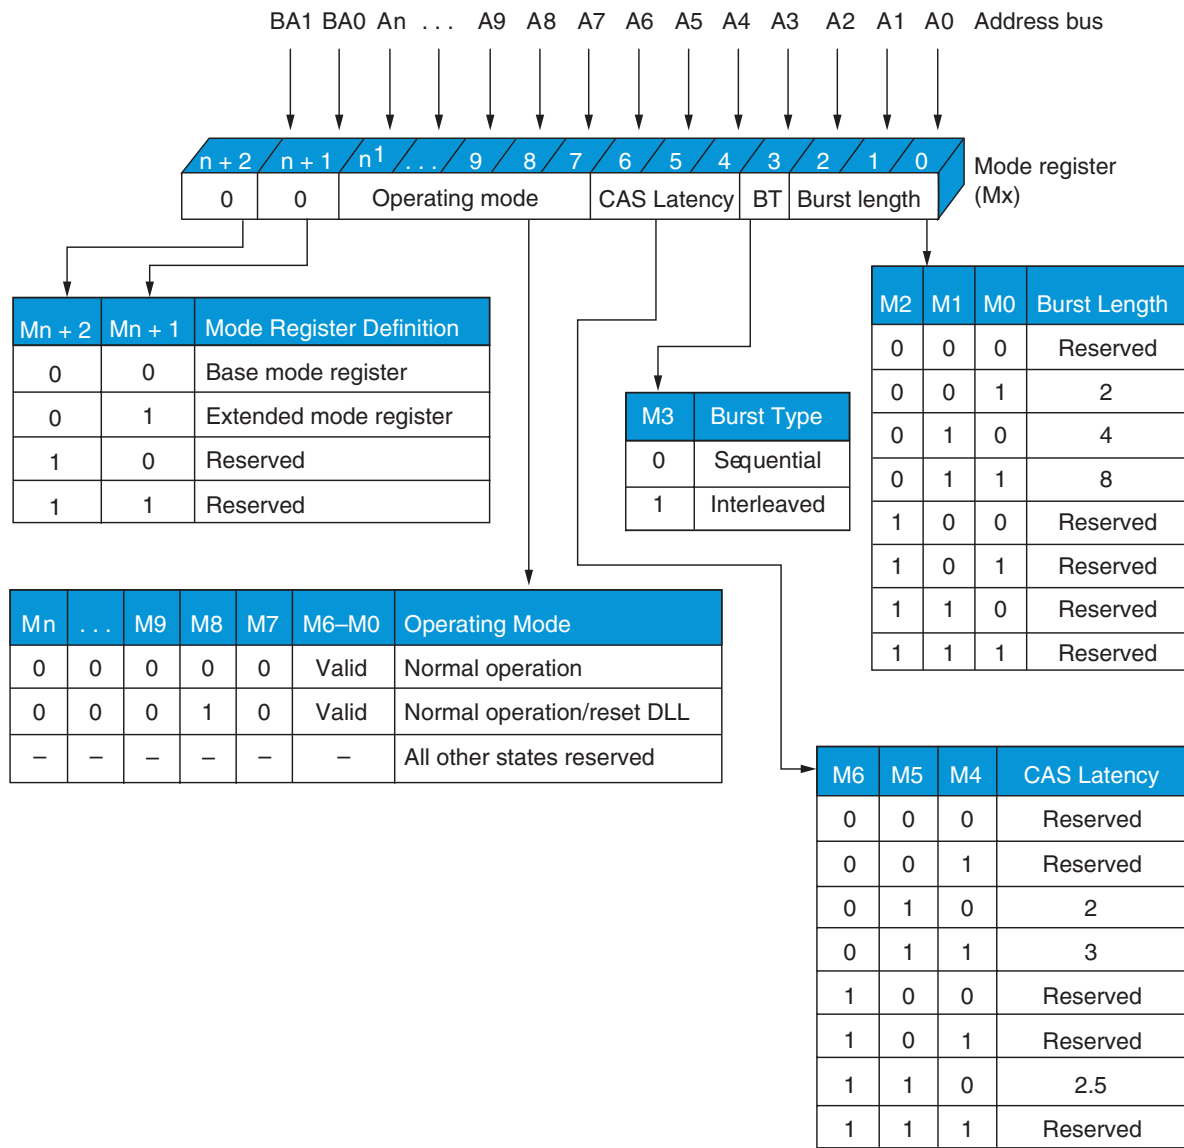 BA1 BA0 An . . . A9 A8 A7 A6 A5 A4 A3 A2 A1 A0 Address bus
n + 2 n + 1 n1 . . . 9 8 7 6 5 4 3 2 1 0
Mode register
(Mx)
0 0 Operating mode CAS Latency BT Burst length
Mn + 2 Mn + 1 Mode Register Definition
0 0 Base mode register
0 1 Extended mode register
1 0 Reserved
1 1 Reserved
M3 Burst Type
0 Sequential
1 Interleaved
M2 M1 M0 Burst Length
0 0 0 Reserved
0 0 1 2
0 1 0 4
0 1 1 8
1 0 0 Reserved
1 0 1 Reserved
1 1 0 Reserved
1 1 1 Reserved
Mn . . . M9 M8 M7 M6–M0 Operating Mode
0 0 0 0 0 Valid Normal operation
0 0 0 1 0 Valid Normal operation/reset DLL
– – – – – – All other states reserved
M6 M5 M4 CAS Latency
0 0 0 Reserved
0 0 1 Reserved
0 1 0 2
0 1 1 3
1 0 0 Reserved
1 0 1 Reserved
1 1 0 2.5
1 1 1 Reserved